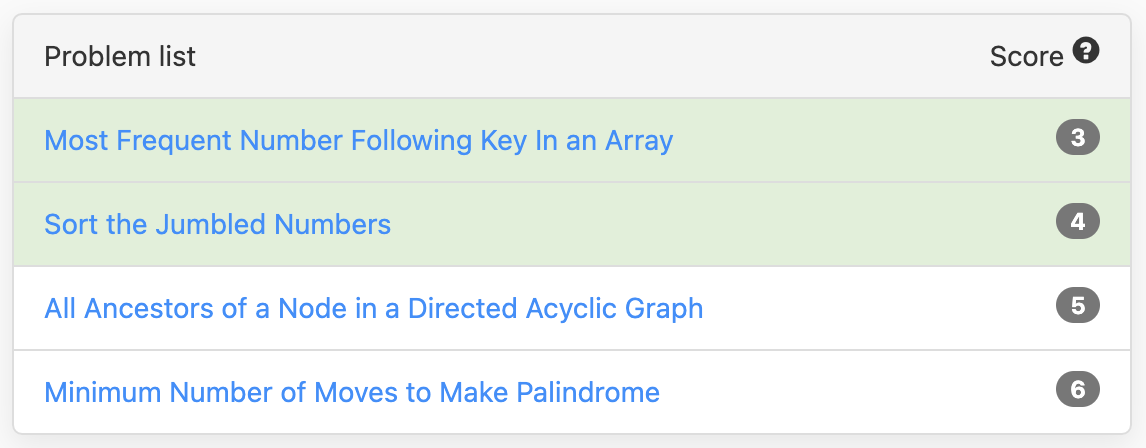 Problem list Score ?
Most Frequent Number Following Key In an Array 3
Sort the Jumbled Numbers 4
All Ancestors of a Node in a Directed Acyclic Graph 5
Minimum Number of Moves to Make Palindrome 6